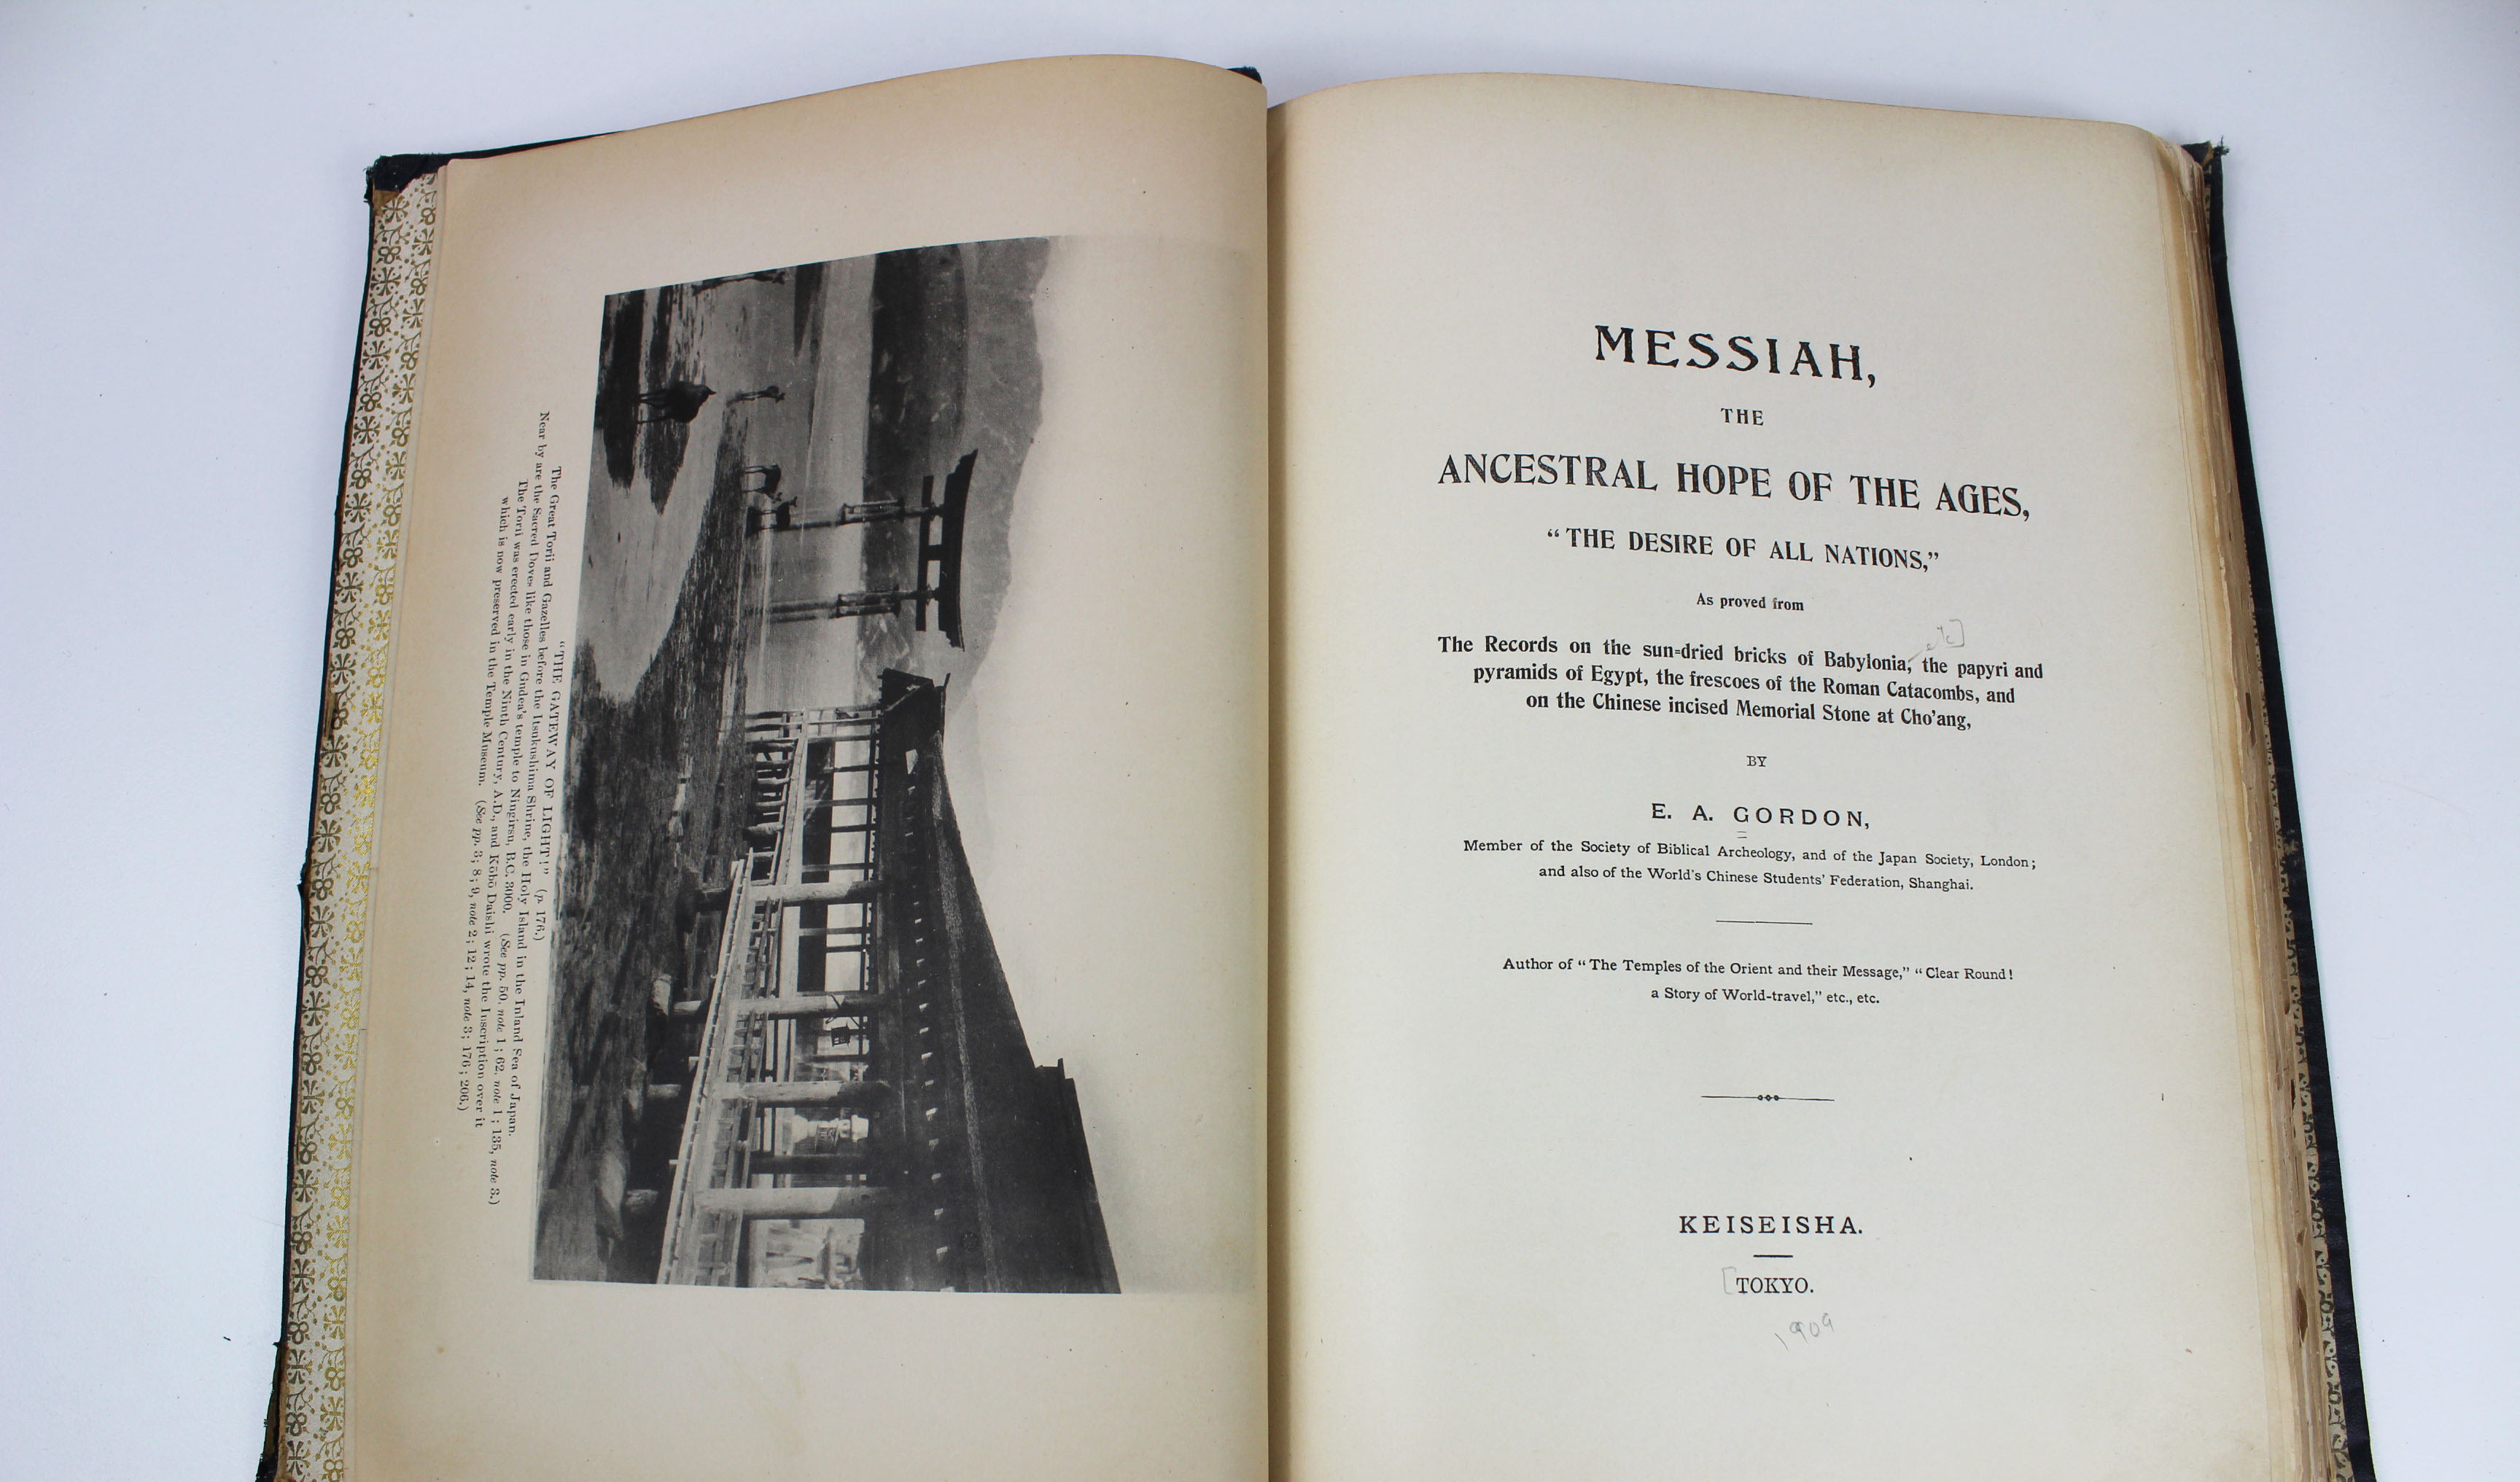 "THE GATEWAY OF LIGHT!" (p. 176.)
The Great Torii and Gazelles before the Itsukushima Shrine, the Holy Island in the Inland Sea of Japan.
Near by are the Sacred Doves like those in Gudea's temple to Ningirsu, B.C. 3000. (See pp. 50, note 1; 62, note 1; 135, note 3.)
The Torii was erected early in the Ninth Century, A.D., and Kōbō Daishi wrote the Inscription over it
which is now preserved in the Temple Museum. (See pp. 3; 8; 9, note 2; 12; 14, note 3; 176; 206.)
MESSIAH,
THE
ANCESTRAL HOPE OF THE AGES,
"THE DESIRE OF ALL NATIONS,"
As proved from
etc]
The Records on the sun-dried bricks of Babylonia, the papyri and
pyramids of Egypt, the frescoes of the Roman Catacombs, and
on the Chinese incised Memorial Stone at Cho'ang,
BY
E. A. GORDON,
Member of the Society of Biblical Archeology, and of the Japan Society, London;
and also of the World's Chinese Students' Federation, Shanghai.
Author of "The Temples of the Orient and their Message," "Clear Round!
a Story of World-travel," etc., etc.
KEISEISHA.
[TOKYO.
1909